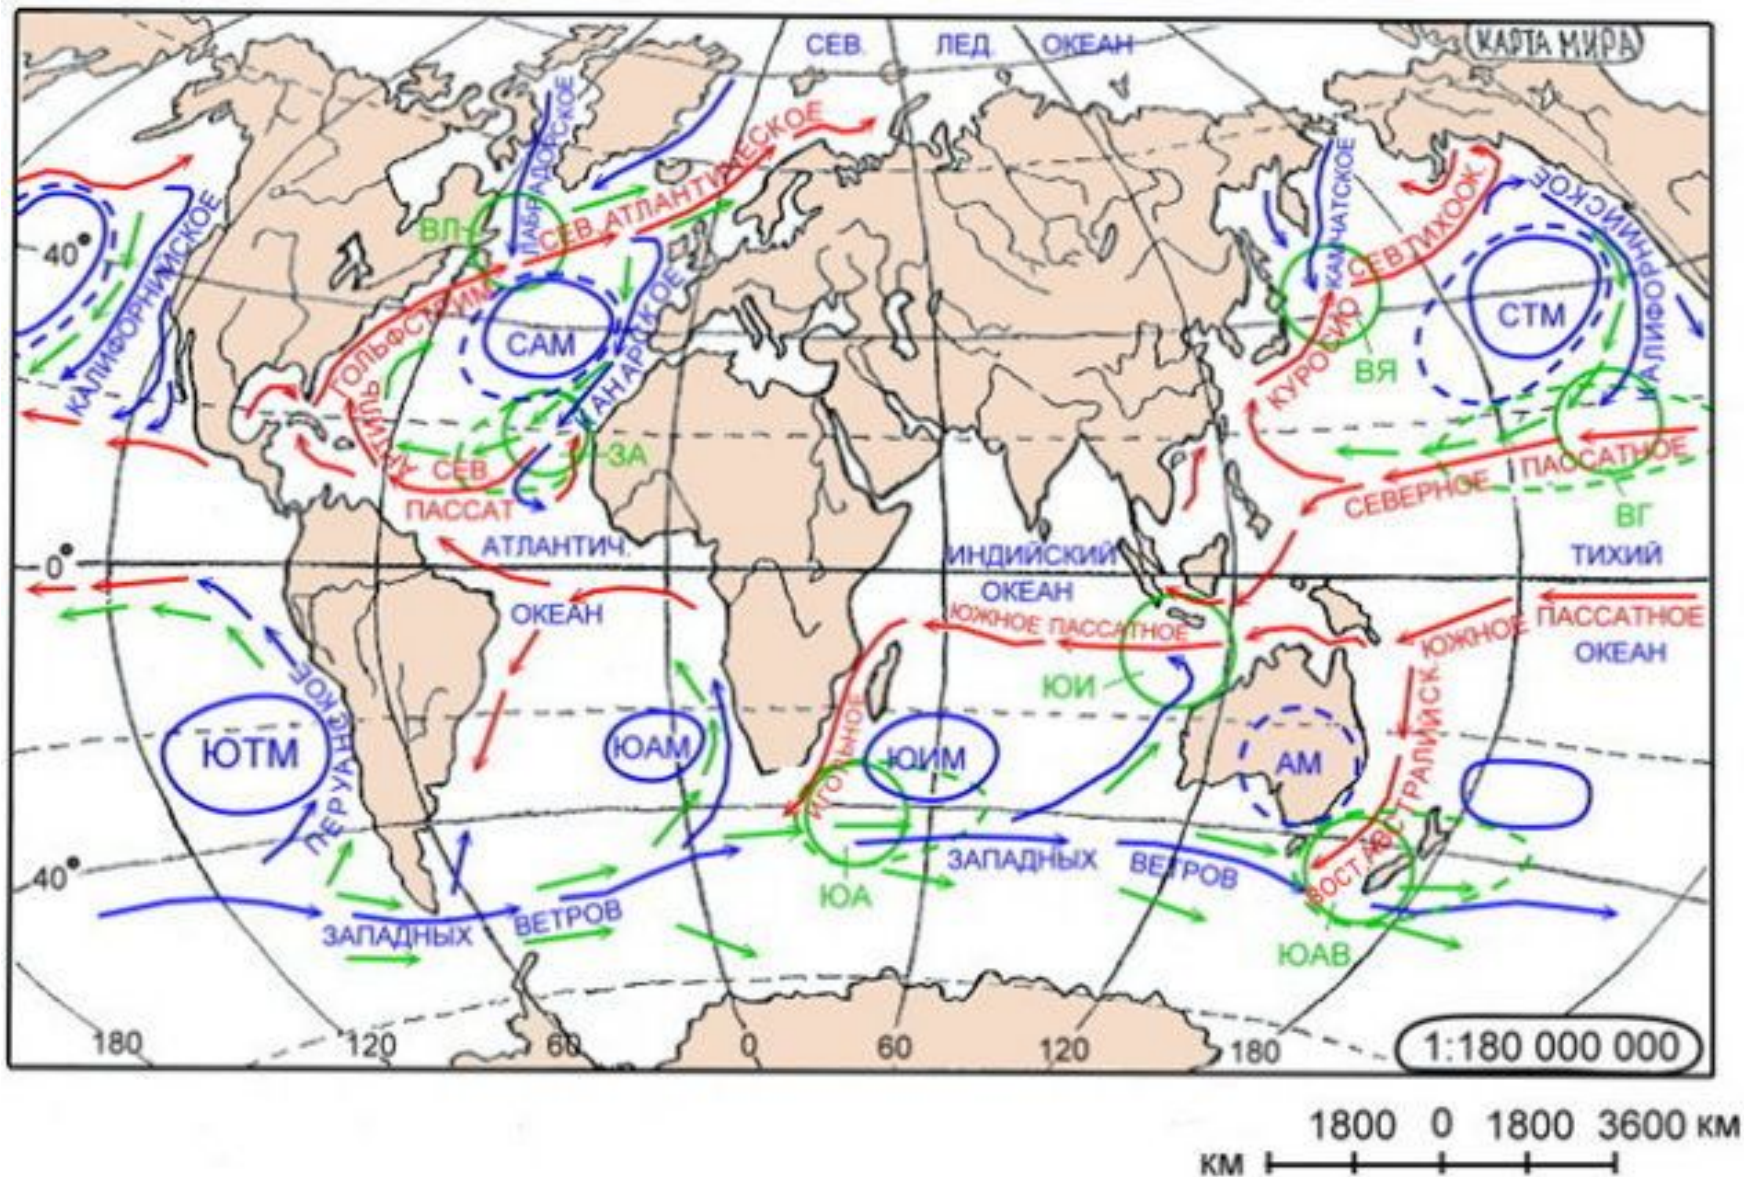 СЕВ. ЛЕД. ОКЕАН
КАРТА МИРА
ЛАБРАДОРСКОЕ
СЕВ. АТЛАНТИЧЕСКОЕ
КАМЧАТСКОЕ
СЕВ. ТИХООК.
КАЛИФОРНИЙСКОЕ
КАЛИФОРНИЙСКОЕ
ВЛ
40°
ГОЛЬФСТРИМ
САМ
КАНАРСКОЕ
КУРОСИО
СТМ
ВЯ
АНТИЛЬ
ЗА
СЕВ.
ПАССАТ
СЕВЕРНОЕ ПАССАТНОЕ
ВГ
0°
АТЛАНТИЧ.
ОКЕАН
ИНДИЙСКИЙ
ОКЕАН
ТИХИЙ
ЮЖНОЕ ПАССАТНОЕ
ЮЖНОЕ ПАССАТНОЕ
ОКЕАН
ЮИ
ПЕРУАНСКОЕ
ЮТМ
ЮАМ
ИГОЛЬНОЕ
ЮИМ
АМ
ВОСТ. АВСТРАЛИЙСК.
40°
ЗАПАДНЫХ ВЕТРОВ
ЮА
ЗАПАДНЫХ ВЕТРОВ
ЮАВ
180 120 60 0 60 120 180
1:180 000 000
1800 0 1800 3600 км
км